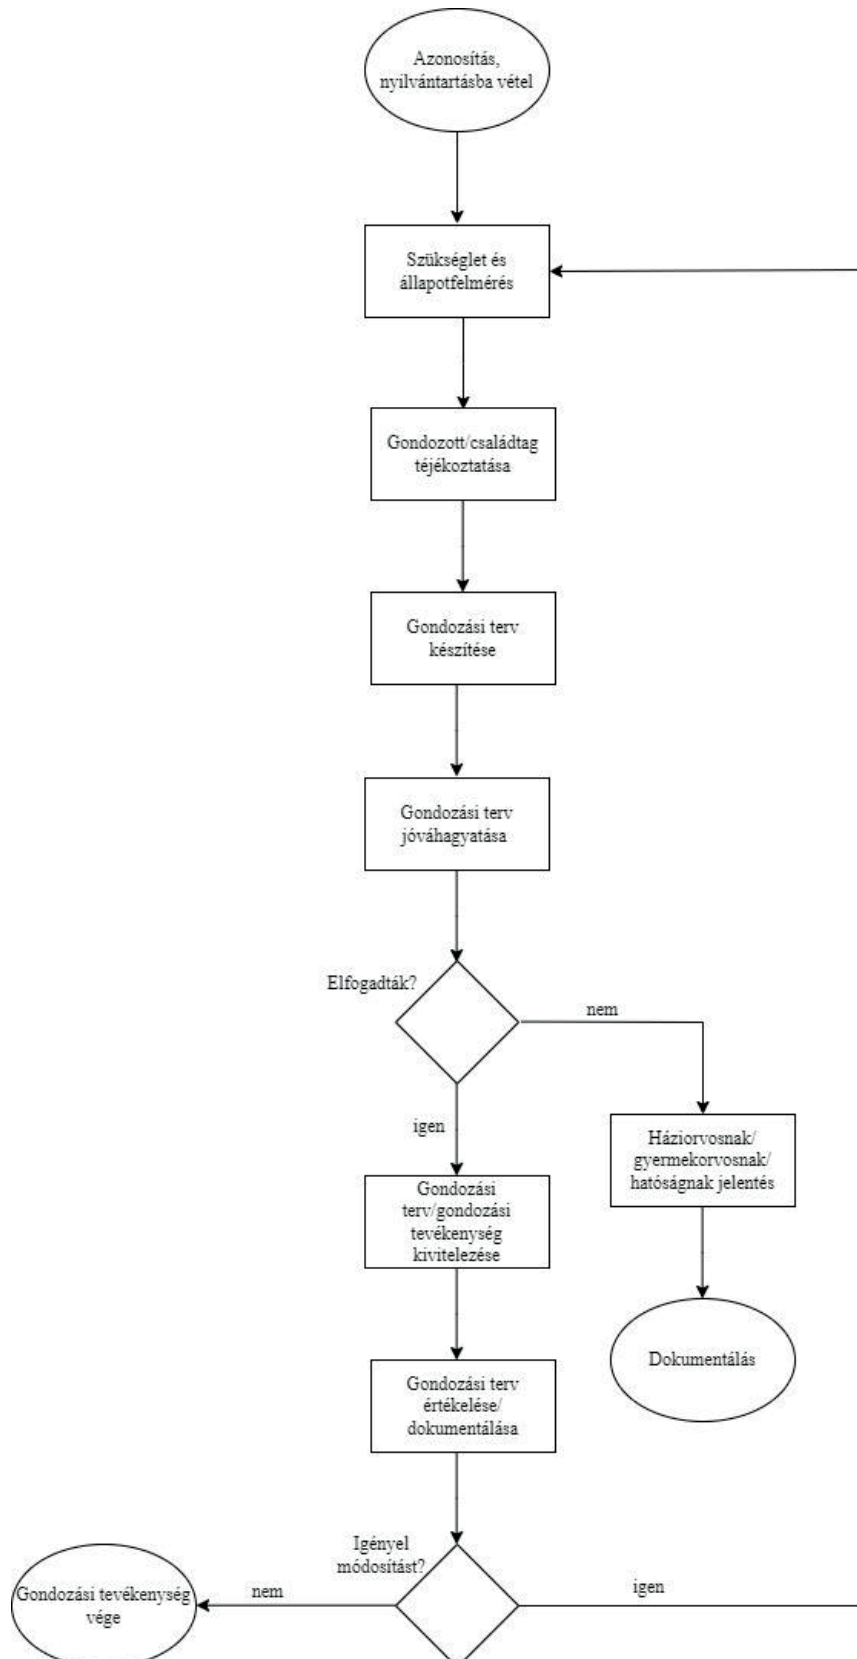 Azonosítás,
nyilvántartásba vétel
Szükséglet és
állapotfelmérés
Gondozott/családtag
téjékoztatása
Gondozási terv
készítése
Gondozási terv
jóváhagyatása
Elfogadták?
nem
igen
Háziorvosnak/
gyermekorvosnak/
hatóságnak jelentés
Gondozási
terv/gondozási
tevékenység
kivitelezése
Dokumentálás
Gondozási terv
értékelése/
dokumentálása
Igényel
módosítást?
Gondozási tevékenység
vége
nem
igen